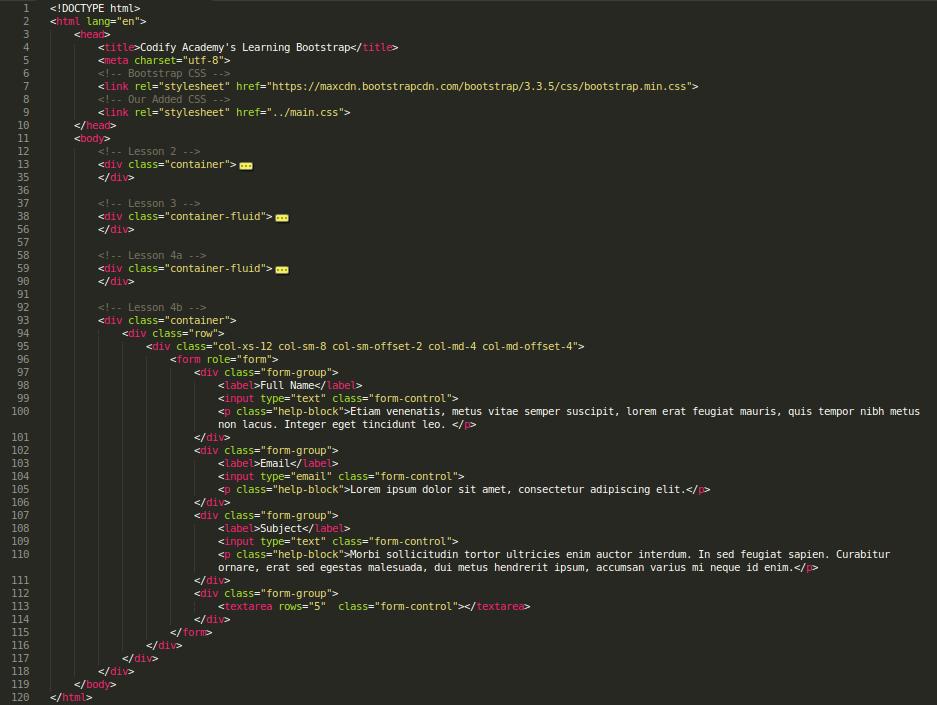 1 <!DOCTYPE html>
2 <html lang="en">
3 <head>
4 <title>Codify Academy's Learning Bootstrap</title>
5 <meta charset="utf-8">
6 <!-- Bootstrap CSS -->
7 <link rel="stylesheet" href="https://maxcdn.bootstrapcdn.com/bootstrap/3.3.5/css/bootstrap.min.css">
8 <!-- Our Added CSS -->
9 <link rel="stylesheet" href="../main.css">
10 </head>
11 <body>
12 <!-- Lesson 2 -->
13 <div class="container">
35 </div>
36
37 <!-- Lesson 3 -->
38 <div class="container-fluid">
56 </div>
57
58 <!-- Lesson 4a -->
59 <div class="container-fluid">
90 </div>
91
92 <!-- Lesson 4b -->
93 <div class="container">
94 <div class="row">
95 <div class="col-xs-12 col-sm-8 col-sm-offset-2 col-md-4 col-md-offset-4">
96 <form role="form">
97 <div class="form-group">
98 <label>Full Name</label>
99 <input type="text" class="form-control">
100 <p class="help-block">Etiam venenatis, metus vitae semper suscipit, lorem erat feugiat mauris, quis tempor nibh metus
non lacus. Integer eget tincidunt leo. </p>
101 </div>
102 <div class="form-group">
103 <label>Email</label>
104 <input type="email" class="form-control">
105 <p class="help-block">Lorem ipsum dolor sit amet, consectetur adipiscing elit.</p>
106 </div>
107 <div class="form-group">
108 <label>Subject</label>
109 <input type="text" class="form-control">
110 <p class="help-block">Morbi sollicitudin tortor ultricies enim auctor interdum. In sed feugiat sapien. Curabitur
ornare, erat sed egestas malesuada, dui metus hendrerit ipsum, accumsan varius mi neque id enim.</p>
111 </div>
112 <div class="form-group">
113 <textarea rows="5"  class="form-control"></textarea>
114 </div>
115 </form>
116 </div>
117 </div>
118 </div>
119 </body>
120 </html>